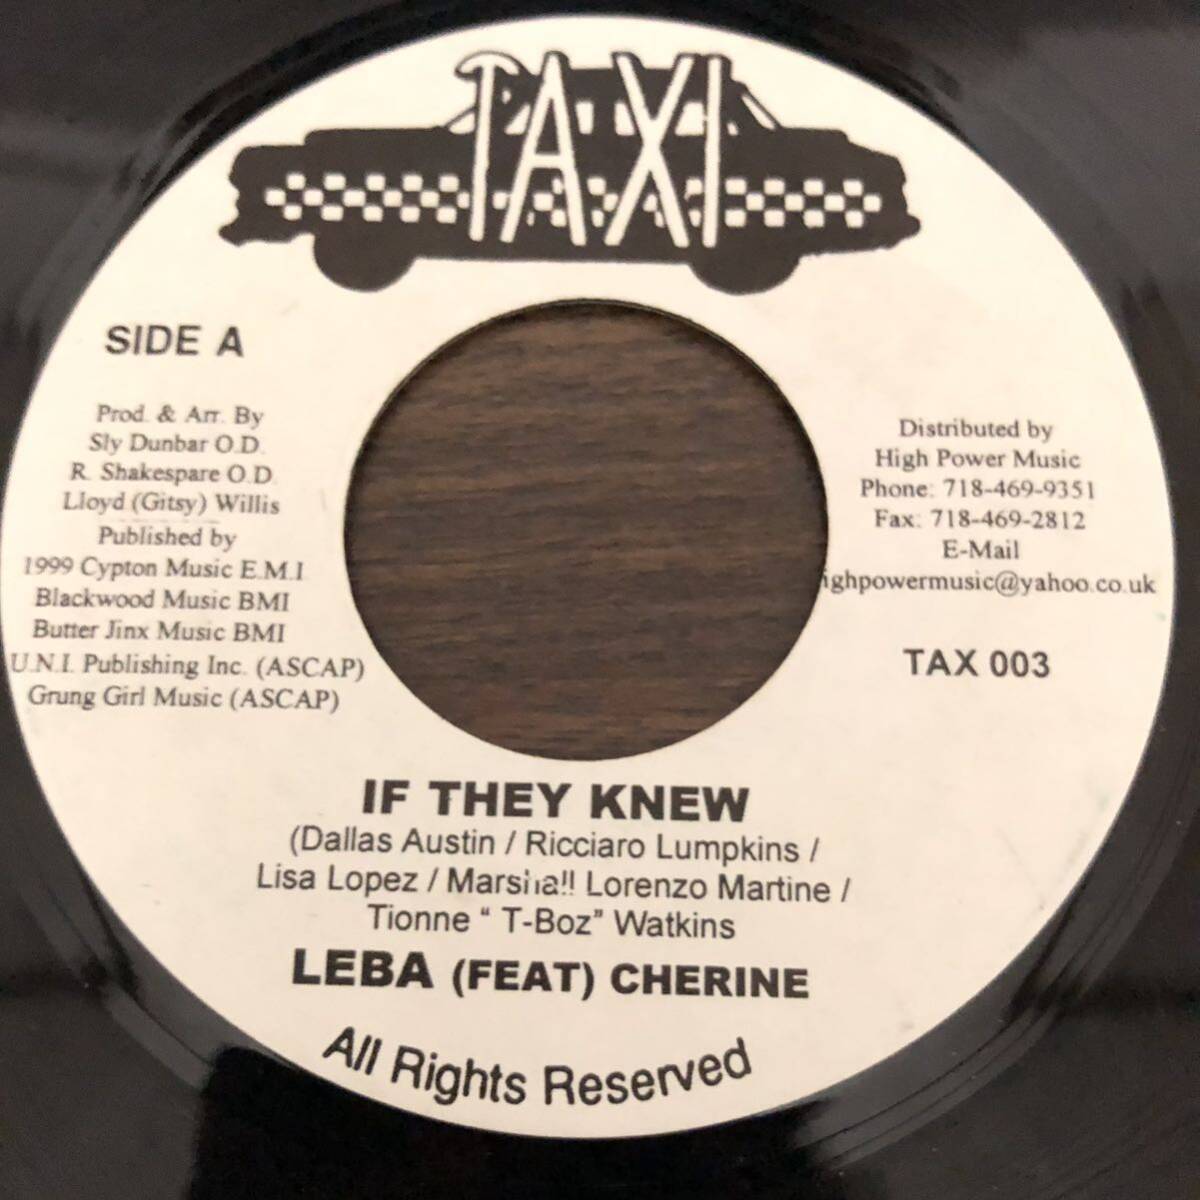 TAXI
SIDE A
Prod. & Arr. By
Sly Dunbar O.D.
R. Shakespare O.D.
Lloyd (Gitsy) Willis
Published by
1999 Cypton Music E.M.I
Blackwood Music BMI
Butter Jinx Music BMI
U.N.I. Publishing Inc. (ASCAP)
Grung Girl Music (ASCAP)
Distributed by
High Power Music
Phone: 718-469-9351
Fax: 718-469-2812
E-Mail
ighpowermusic@yahoo.co.uk
TAX 003
IF THEY KNEW
(Dallas Austin / Ricciaro Lumpkins /
Lisa Lopez / Marshall Lorenzo Martine /
Tionne “ T-Boz” Watkins
LEBA (FEAT) CHERINE
All Rights Reserved